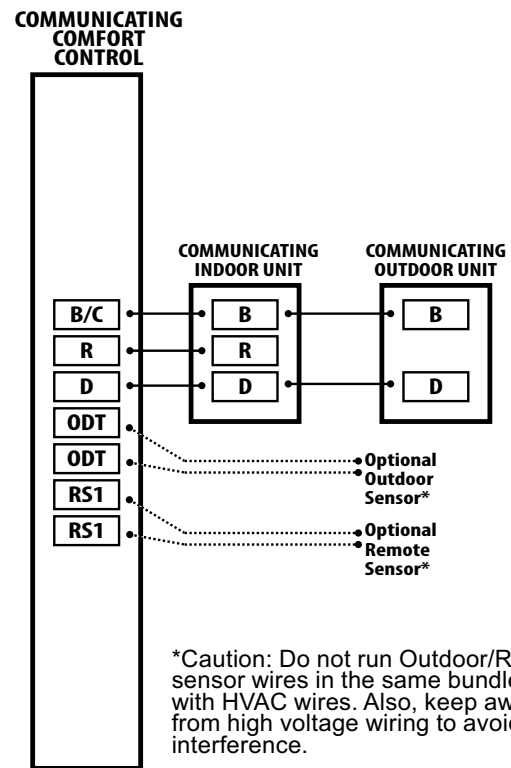 COMMUNICATING
COMFORT
CONTROL
COMMUNICATING
INDOOR UNIT
COMMUNICATING
OUTDOOR UNIT
B/C
B
B
R
R
D
D
D
ODT
ODT
Optional
Outdoor
Sensor*
RS1
RS1
Optional
Remote
Sensor*
*Caution: Do not run Outdoor/R
sensor wires in the same bundle
with HVAC wires. Also, keep aw
from high voltage wiring to avoi
interference.